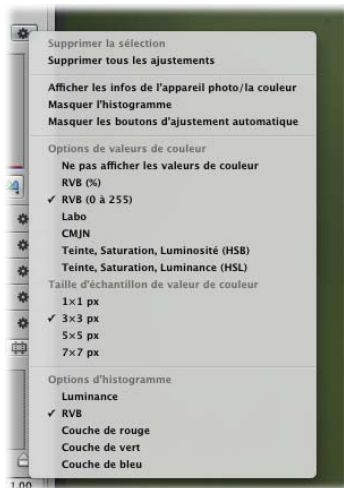 Supprimer la sélection
Supprimer tous les ajustements
Afficher les infos de l'appareil photo/la couleur
Masquer l'histogramme
Masquer les boutons d'ajustement automatique
Options de valeurs de couleur
Ne pas afficher les valeurs de couleur
RVB (%)
✓ RVB (0 à 255)
Labo
CMJN
Teinte, Saturation, Luminosité (HSB)
Teinte, Saturation, Luminance (HSL)
Taille d'échantillon de valeur de couleur
1×1 px
✓ 3×3 px
5×5 px
7×7 px
Options d'histogramme
Luminance
✓ RVB
Couche de rouge
Couche de vert
Couche de bleu
1.00